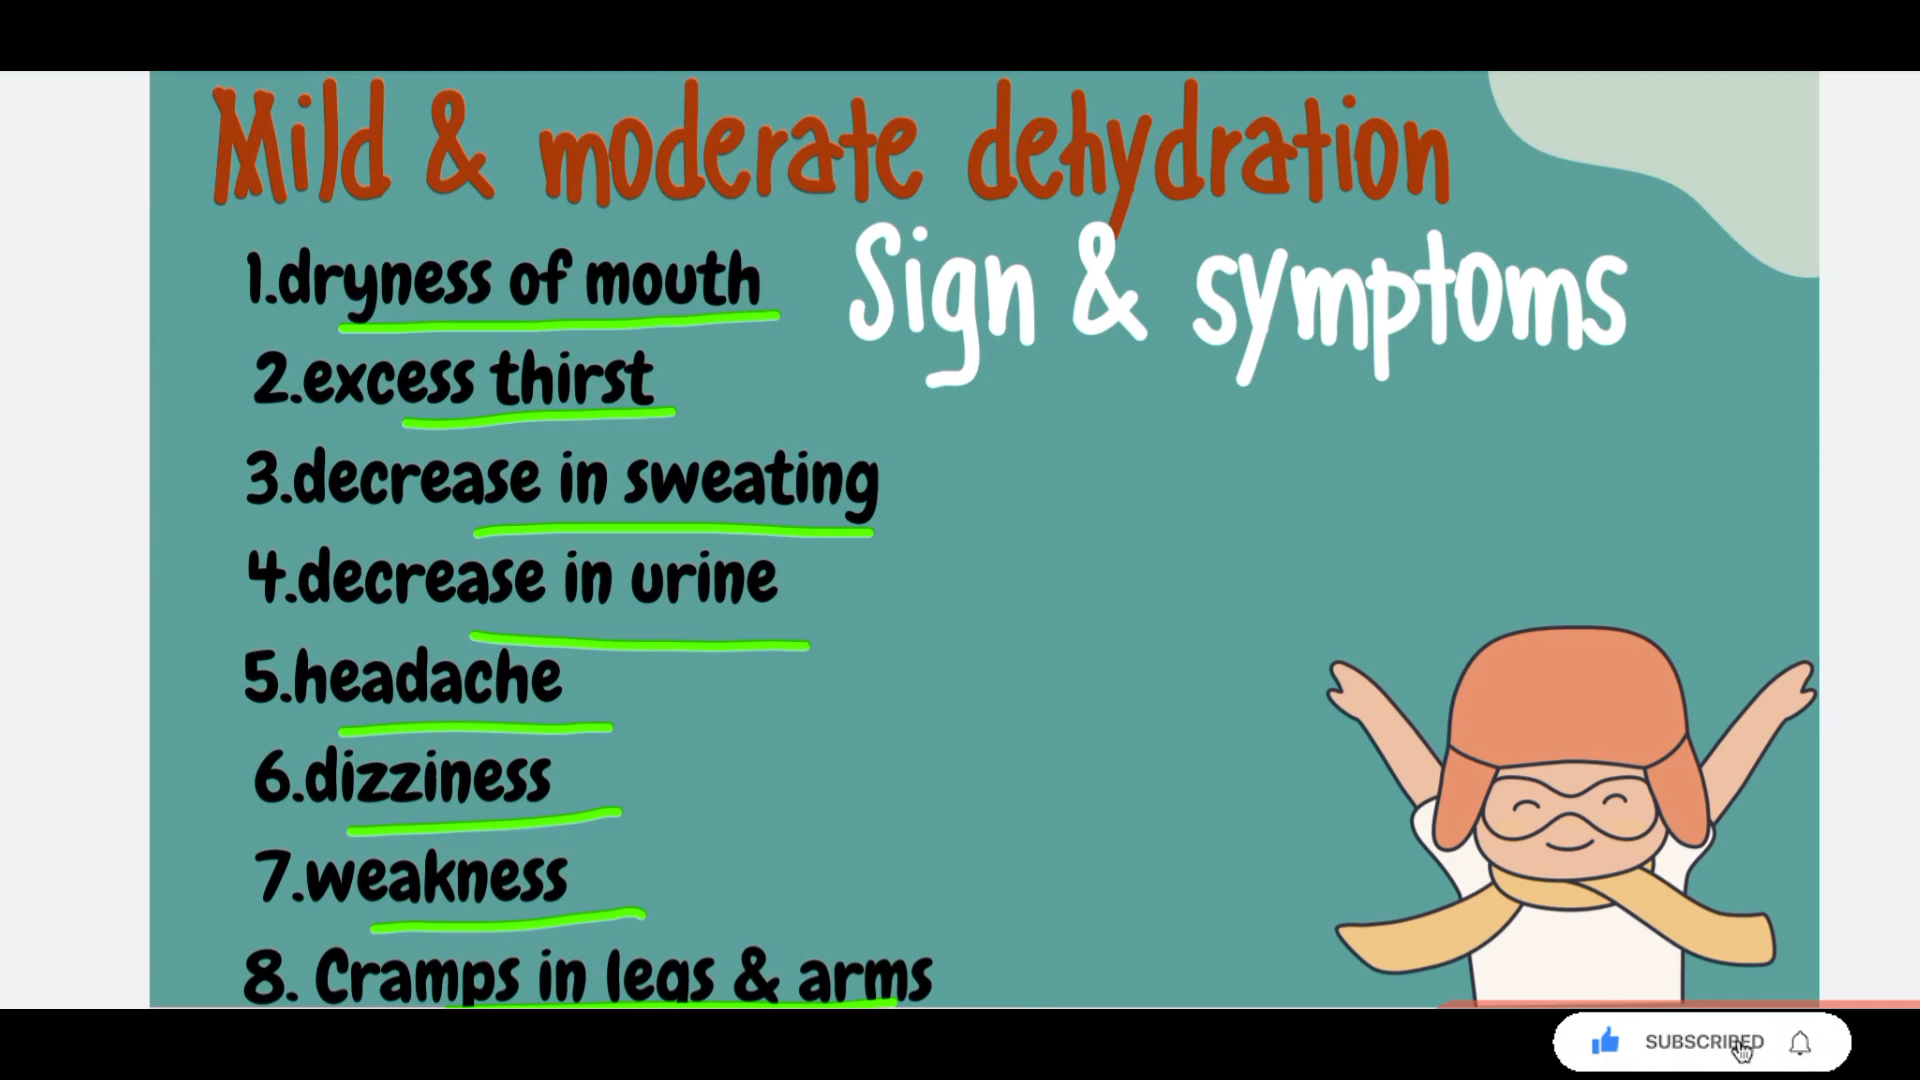 Mild & moderate dehydration
Sign & symptoms
1.dryness of mouth
2.excess thirst
3.decrease in sweating
4.decrease in urine
5.headache
6.dizziness
7.weakness
8. Cramps in legs & arms
SUBSCRIBED